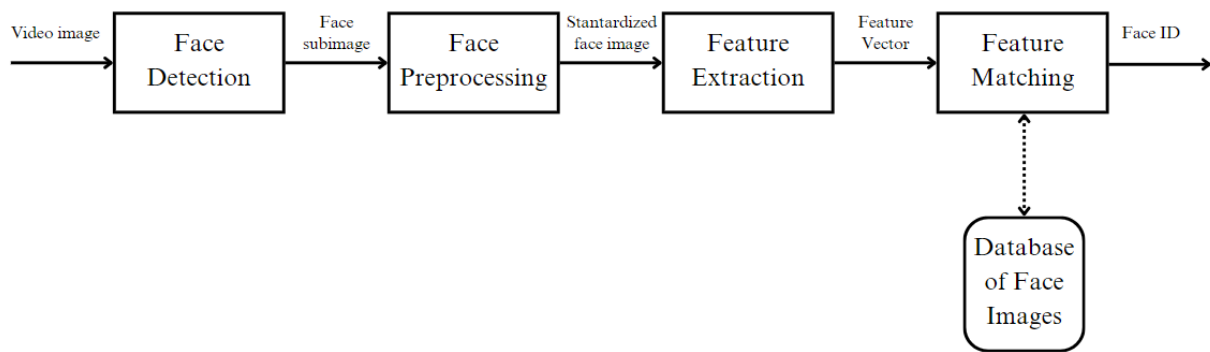 Video image
Face
Detection
Face
subimage
Face
Preprocessing
Stantardized
face image
Feature
Extraction
Feature
Vector
Feature
Matching
Face ID
Database
of Face
Images